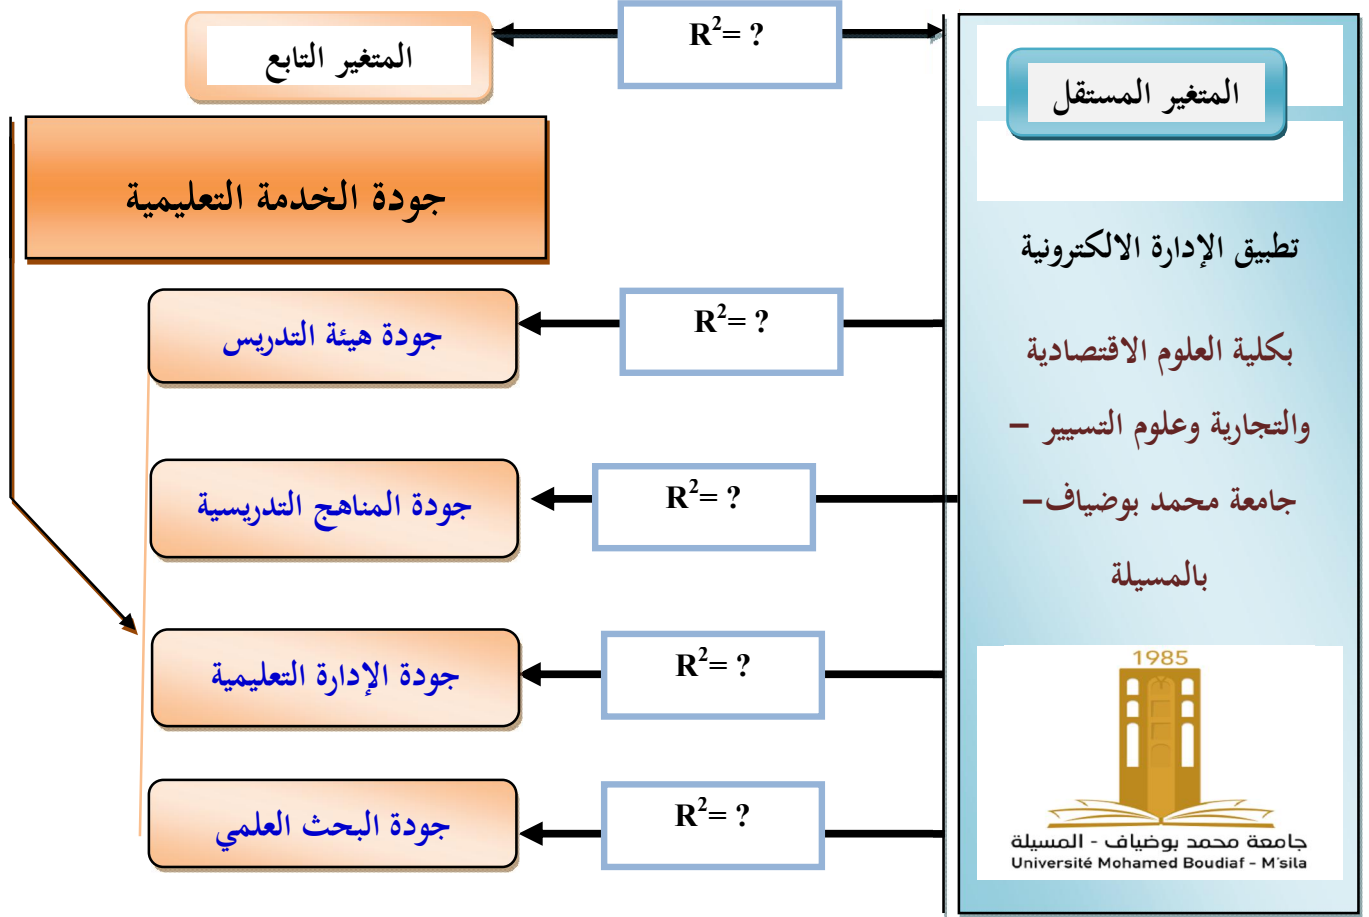 المتغير المستقل
تطبيق الإدارة الالكترونية
بكلية العلوم الاقتصادية
والتجارية وعلوم التسيير –
جامعة محمد بوضياف–
بالمسيلة
1985
جامعة محمد بوضياف - المسيلة
Université Mohamed Boudiaf - M'sila
R²= ?
المتغير التابع
جودة الخدمة التعليمية
R²= ?
جودة هيئة التدريس
R²= ?
جودة المناهج التدريسية
R²= ?
جودة الإدارة التعليمية
R²= ?
جودة البحث العلمي